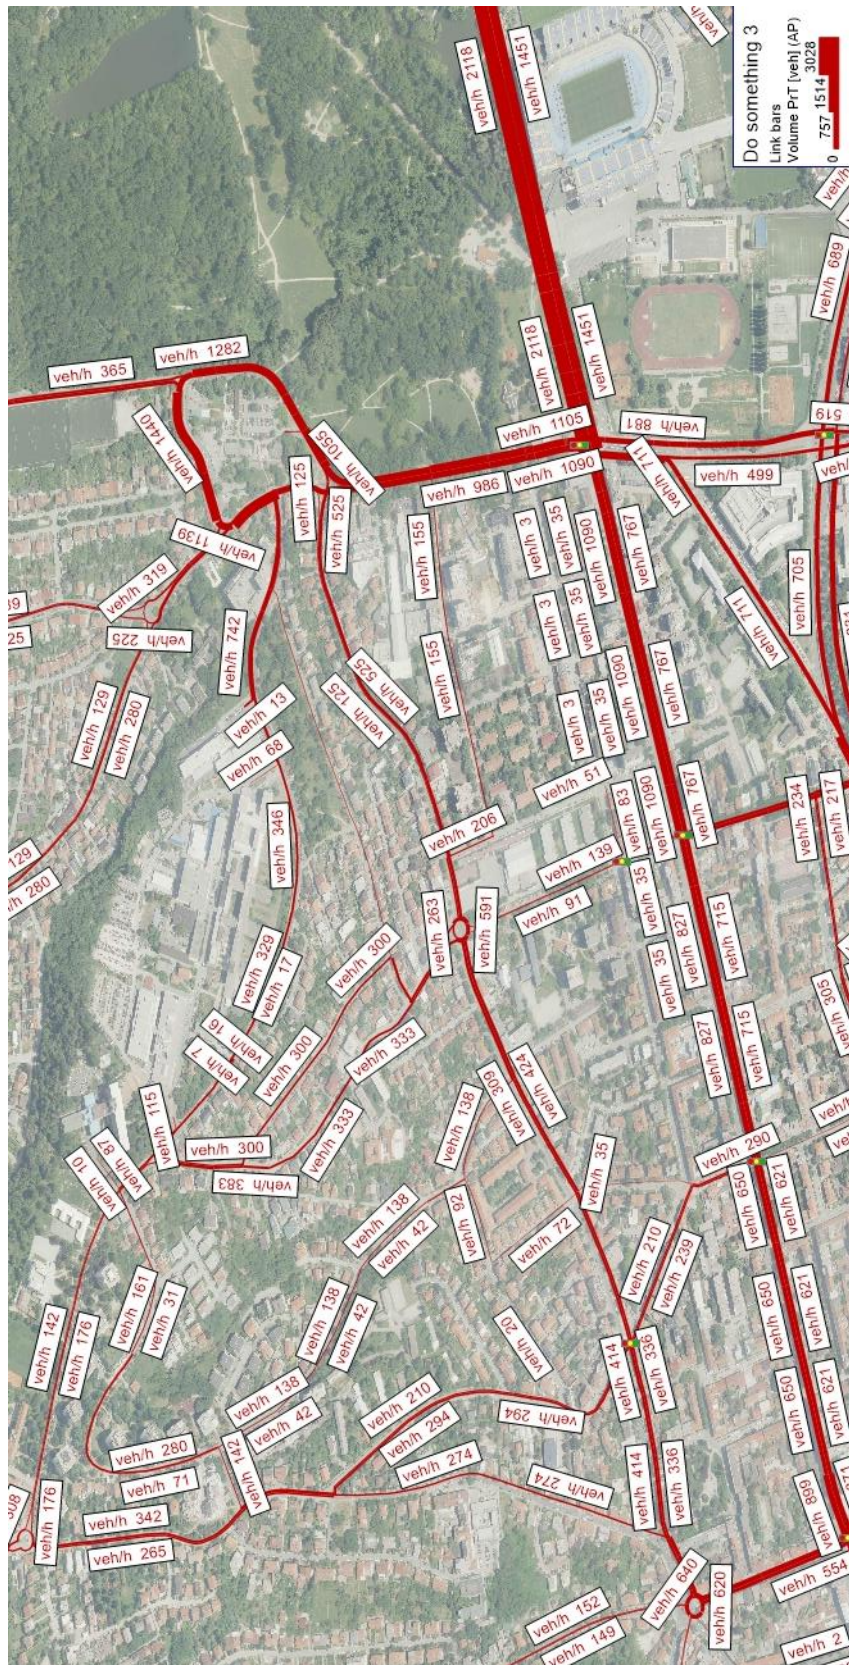 veh/h 2118
veh/h 1451
veh/h
Do something 3
Link bars
Volume PrT [veh] (AP)
0 757 1514 3028
veh/h 365
veh/h 1282
veh/h 1440
veh/h 1055
veh/h 125
veh/h 525
veh/h 1139
veh/h 319
veh/h 225
veh/h 742
veh/h 129
veh/h 280
veh/h 13
veh/h 68
veh/h 346
veh/h 2118
veh/h 1451
veh/h 1105
veh/h 1090
veh/h 986
veh/h 881
veh/h 711
veh/h 499
veh/h 689
519
veh/h 705
veh/h 711
veh/h 155
veh/h 155
veh/h 3
veh/h 35
veh/h 1090
veh/h 767
veh/h 3
veh/h 35
veh/h 3
veh/h 35
veh/h 1090
veh/h 767
veh/h 525
veh/h 125
veh/h 51
veh/h 206
veh/h 83
veh/h 1090
veh/h 767
veh/h 139
veh/h 91
veh/h 35
veh/h 234
veh/h 217
129
veh/h 280
veh/h 263
veh/h 591
veh/h 35
veh/h 827
veh/h 715
veh/h 827
veh/h 715
veh/h 305
veh/h 329
veh/h 17
veh/h 16
veh/h 7
veh/h 300
veh/h 300
veh/h 333
veh/h 115
veh/h 300
veh/h 333
veh/h 383
veh/h 87
veh/h 10
veh/h 424
veh/h 309
veh/h 138
veh/h 92
veh/h 35
veh/h 72
veh/h 290
veh/h 650
veh/h 621
veh/h 210
veh/h 239
veh/h 138
veh/h 42
veh/h 161
veh/h 31
veh/h 142
veh/h 176
veh/h 138
veh/h 42
veh/h 20
veh/h 414
veh/h 336
veh/h 650
veh/h 621
veh/h 138
veh/h 42
veh/h 210
veh/h 294
veh/h 294
veh/h 280
veh/h 71
veh/h 142
veh/h 274
veh/h 274
veh/h 414
veh/h 336
veh/h 650
veh/h 62
veh/h 899
veh/h 554
veh/h 176
veh/h 342
veh/h 265
veh/h 640
veh/h 620
veh/h 152
veh/h 149
veh/h 2